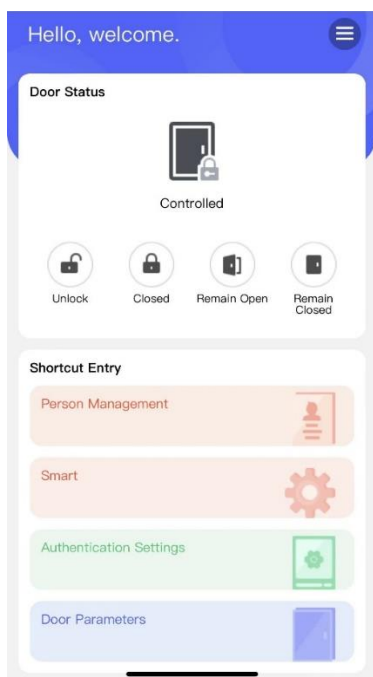 Hello, welcome.
Door Status
Controlled
Unlock
Closed
Remain Open
Remain
Closed
Shortcut Entry
Person Management
Smart
Authentication Settings
Door Parameters